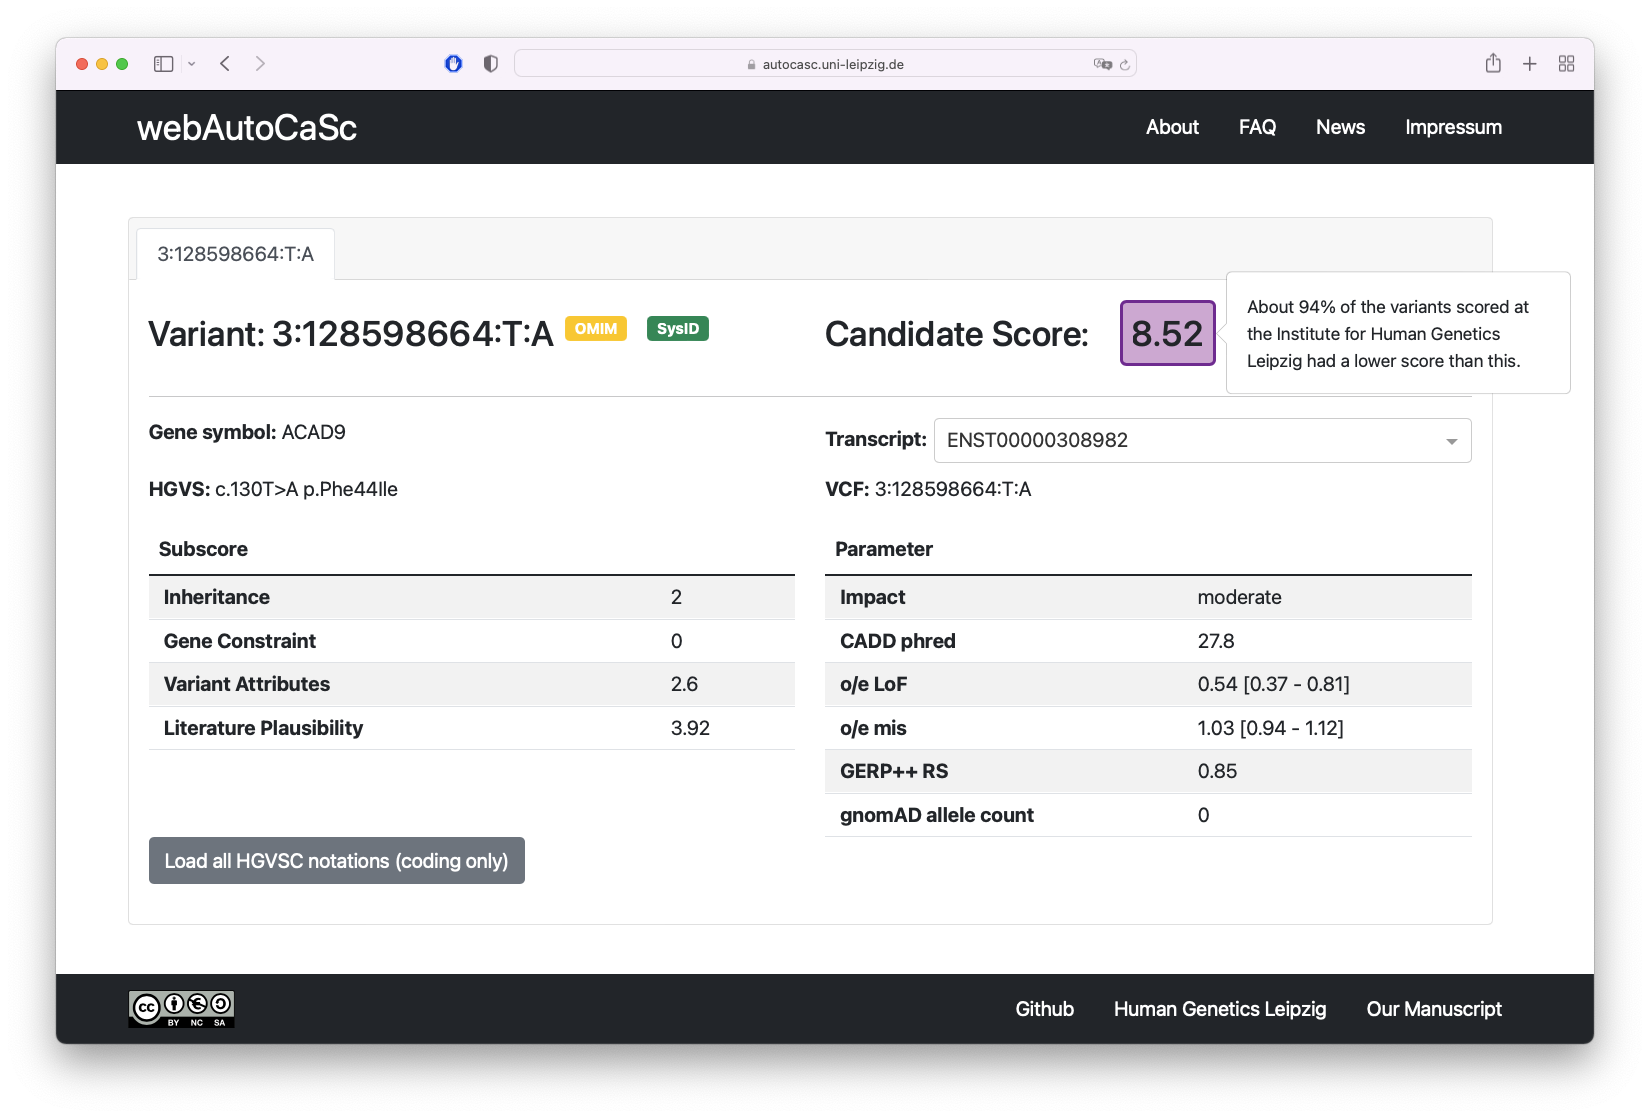 autocasc.uni-leipzig.de
webAutoCaSc
About
FAQ
News
Impressum
3:128598664:T:A
Variant: 3:128598664:T:A
OMIM
SysID
Candidate Score:
8.52
About 94% of the variants scored at
the Institute for Human Genetics
Leipzig had a lower score than this.
Gene symbol: ACAD9
Transcript:
ENST00000308982
HGVS: c.130T>A p.Phe44Ile
VCF: 3:128598664:T:A
Subscore
Inheritance 2
Gene Constraint 0
Variant Attributes 2.6
Literature Plausibility 3.92
Parameter
Impact moderate
CADD phred 27.8
o/e LoF 0.54 [0.37 - 0.81]
o/e mis 1.03 [0.94 - 1.12]
GERP++ RS 0.85
gnomAD allele count 0
Load all HGVSC notations (coding only)
cc
BY NC SA
Github
Human Genetics Leipzig
Our Manuscript